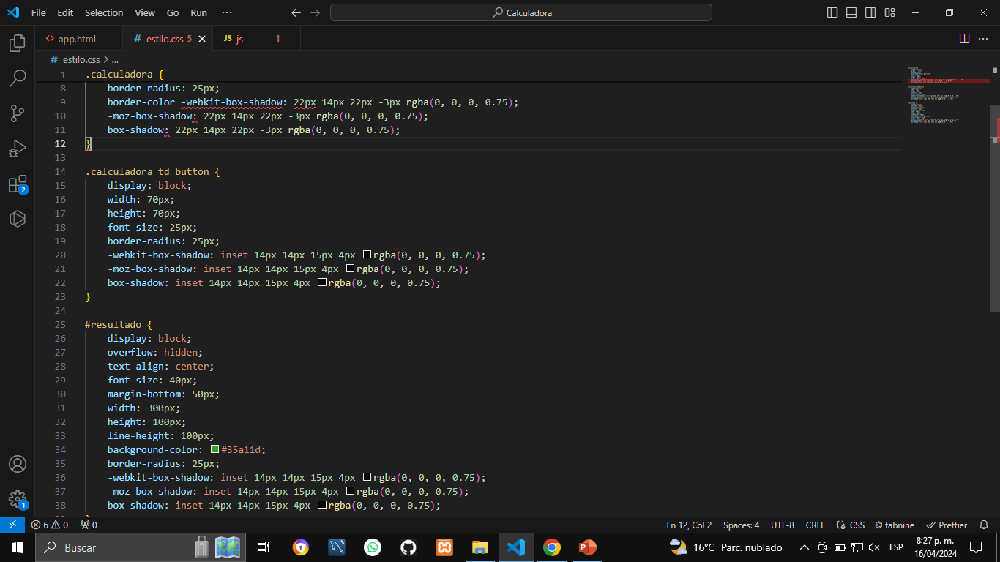 File Edit Selection View Go Run ··· Calculadora
app.html # estilo.css 5 JS js 1
# estilo.css > ...
1 .calculadora {
8 border-radius: 25px;
9 border-color -webkit-box-shadow: 22px 14px 22px -3px rgba(0, 0, 0, 0.75);
10 -moz-box-shadow: 22px 14px 22px -3px rgba(0, 0, 0, 0.75);
11 box-shadow: 22px 14px 22px -3px rgba(0, 0, 0, 0.75);
12 }
13
14 .calculadora td button {
15 display: block;
16 width: 70px;
17 height: 70px;
18 font-size: 25px;
19 border-radius: 25px;
20 -webkit-box-shadow: inset 14px 14px 15px 4px rgba(0, 0, 0, 0.75);
21 -moz-box-shadow: inset 14px 14px 15px 4px rgba(0, 0, 0, 0.75);
22 box-shadow: inset 14px 14px 15px 4px rgba(0, 0, 0, 0.75);
23 }
24
25 #resultado {
26 display: block;
27 overflow: hidden;
28 text-align: center;
29 font-size: 40px;
30 margin-bottom: 50px;
31 width: 300px;
32 height: 100px;
33 line-height: 100px;
34 background-color: #35a11d;
35 border-radius: 25px;
36 -webkit-box-shadow: inset 14px 14px 15px 4px rgba(0, 0, 0, 0.75);
37 -moz-box-shadow: inset 14px 14px 15px 4px rgba(0, 0, 0, 0.75);
38 box-shadow: inset 14px 14px 15px 4px rgba(0, 0, 0, 0.75);
2
1
6 0 0 Ln 12, Col 2 Spaces: 4 UTF-8 CRLF {} CSS tabnine Prettier
Buscar 16°C Parc. nublado ESP 8:27 p. m.
16/04/2024